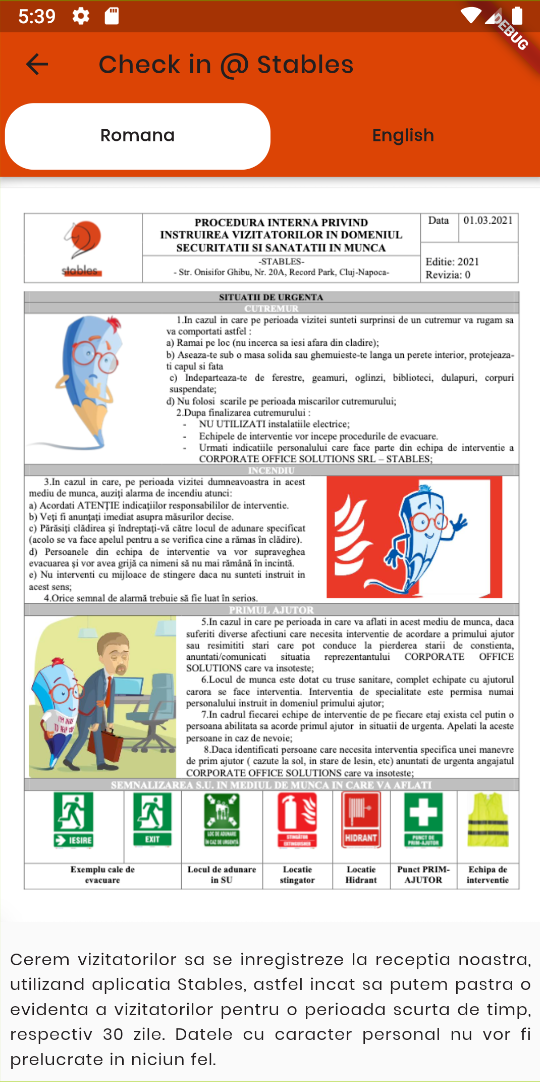 5:39
DEBUG
Check in @ Stables
Romana
English
stables
PROCEDURA INTERNA PRIVIND
INSTRUIREA VIZITATORILOR IN DOMENIUL
SECURITATII SI SANATATII IN MUNCA
-STABLES-
- Str. Onisifor Ghibu, Nr. 20A, Record Park, Cluj-Napoca-
Data
01.03.2021
Editie: 2021
Revizia: 0
SITUATII DE URGENTA
CUTREMUR
1.In cazul in care pe perioada vizitei sunteti surprinsi de un cutremur va rugam sa
va comportati astfel :
a) Ramai pe loc (nu incerca sa iesi afara din cladire);
b) Aseaza-te sub o masa solida sau ghemuieste-te langa un perete interior, protejeaza-
ti capul si fata
c) Indeparteaza-te de ferestre, geamuri, oglinzi, biblioteci, dulapuri, corpuri
suspendate;
d) Nu folosi scarile pe perioada miscarilor cutremurului;
2.Dupa finalizarea cutremurului :
- NU UTILIZATI instalatiile electrice;
- Echipele de interventie vor incepe procedurile de evacuare.
- Urmati indicatiile personalului care face parte din echipa de interventie a
CORPORATE OFFICE SOLUTIONS SRL – STABLES;
INCENDIU
3.In cazul in care, pe perioada vizitei dumneavoastra in acest
mediu de munca, auziți alarma de incendiu atunci:
a) Acordati ATENȚIE indicațiilor responsabililor de interventie.
b) Veți fi anunțați imediat asupra măsurilor decise.
c) Părăsiți clădirea și îndreptați-vă către locul de adunare specificat
(acolo se va face apelul pentru a se verifica cine a rămas în clădire).
d) Persoanele din echipa de interventie va vor supraveghea
evacuarea și vor avea grijă ca nimeni să nu mai rămână în incintă.
e) Nu interventi cu mijloace de stingere daca nu sunteti instruit in
acest sens;
4.Orice semnal de alarmă trebuie să fie luat în serios.
PRIMUL AJUTOR
5.In cazul in care pe perioada in care va aflati in acest mediu de munca, daca
suferiti diverse afectiuni care necesita interventie de acordare a primului ajutor
sau resimititi stari care pot conduce la pierderea starii de constienta,
anuntati/comunicati situatia reprezentantului CORPORATE OFFICE
SOLUTIONS care va insoteste;
6.Locul de munca este dotat cu truse sanitare, complet echipate cu ajutorul
carora se face interventia. Interventia de specialitate este permisa numai
personalului instruit in domeniul primului ajutor;
7.In cadrul fiecarei echipe de interventie de pe fiecare etaj exista cel putin o
persoana abilitata sa acorde primul ajutor in situatii de urgenta. Apelati la aceste
persoane in caz de nevoie;
8.Daca identificati persoane care necesita interventia specifica unei manevre
de prim ajutor ( cazute la sol, in stare de lesin, etc) anuntati de urgenta angajatul
CORPORATE OFFICE SOLUTIONS care va insoteste;
SEMNALIZAREA S.U. IN MEDIUL DE MUNCA IN CARE VA AFLATI
IESIRE
EXIT
LOC DE ADUNARE
IN CAZ DE URGENTA
STINGATOR
HIDRANT
PUNCT DE
PRIM-AJUTOR
Exemplu cale de
evacuare
Locul de adunare
in SU
Locatie
stingator
Locatie
Hidrant
Punct PRIM-
AJUTOR
Echipa de
interventie
Cerem vizitatorilor sa se inregistreze la receptia noastra,
utilizand aplicatia Stables, astfel incat sa putem pastra o
evidenta a vizitatorilor pentru o perioada scurta de timp,
respectiv 30 zile. Datele cu caracter personal nu vor fi
prelucrate in niciun fel.